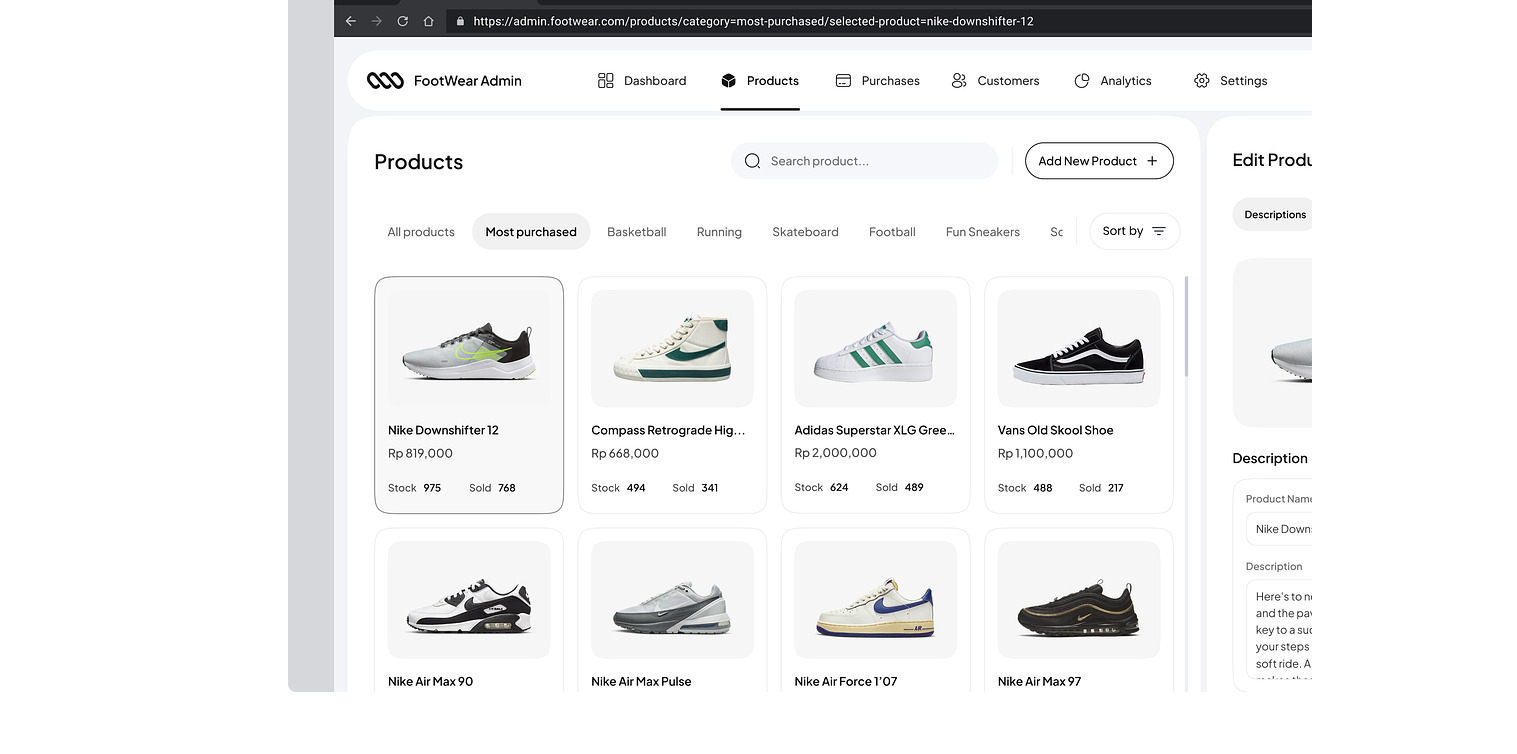 https://admin.footwear.com/products/category=most-purchased/selected-product=nike-downshifter-12
FootWear Admin
Dashboard
Products
Purchases
Customers
Analytics
Settings
Products
Search product...
Add New Product +
All products
Most purchased
Basketball
Running
Skateboard
Football
Fun Sneakers
Sc
Sort by
Nike Downshifter 12
Rp 819,000
Stock 975 Sold 768
Compass Retrograde Hig...
Rp 668,000
Stock 494 Sold 341
Adidas Superstar XLG Gree...
Rp 2,000,000
Stock 624 Sold 489
Vans Old Skool Shoe
Rp 1,100,000
Stock 488 Sold 217
Nike Air Max 90
Nike Air Max Pulse
Nike Air Force 1'07
Nike Air Max 97
Edit Produ
Descriptions
Description
Product Name
Nike Down
Description
Here's to n
and the pav
key to a suc
your steps
soft ride. A